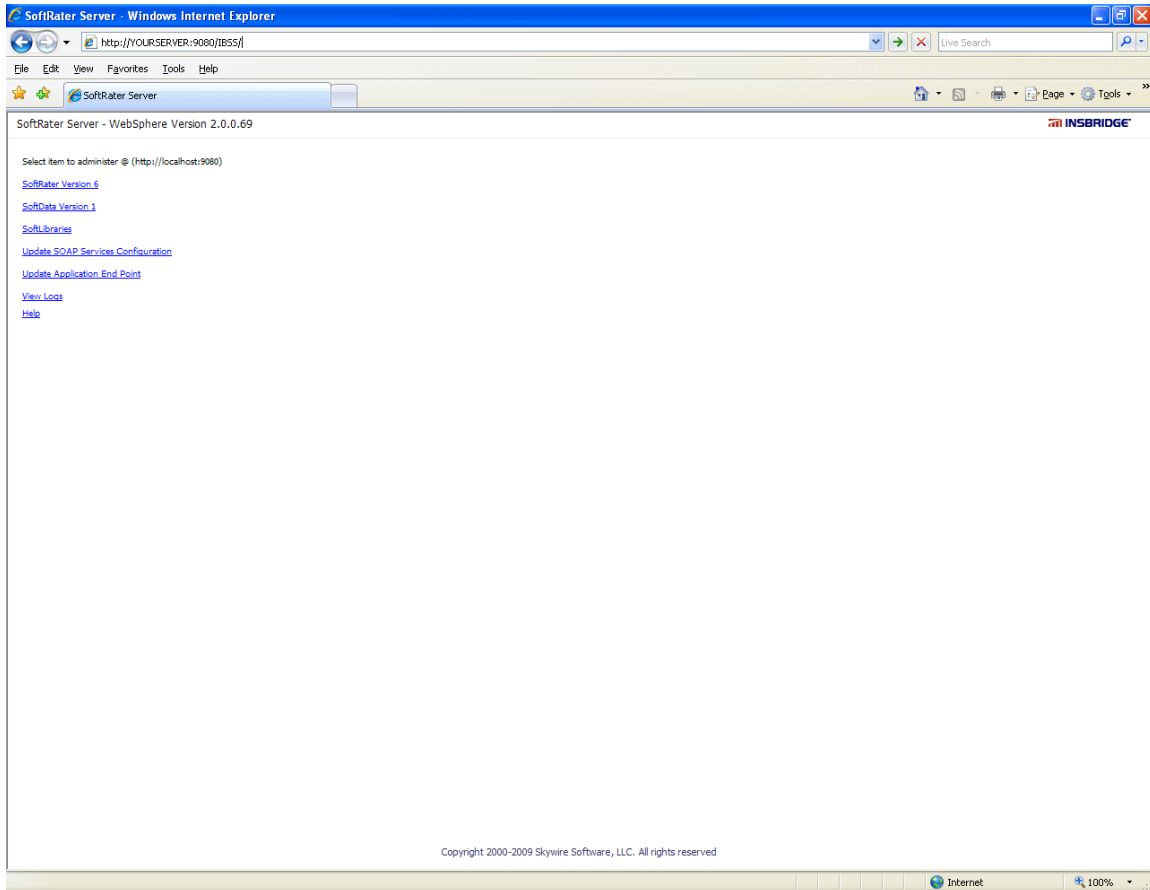 SoftRater Server - Windows Internet Explorer
http://YOURSERVER:9080/IBSS/
Live Search
File Edit View Favorites Tools Help
SoftRater Server
Page Tools »
SoftRater Server - WebSphere Version 2.0.0.69
INSBRIDGE
Select item to administer @ (http://localhost:9080)
SoftRater Version 6
SoftData Version 1
SoftLibraries
Update SOAP Services Configuration
Update Application End Point
View Logs
Help
Copyright 2000-2009 Skywire Software, LLC. All rights reserved
Internet
100%